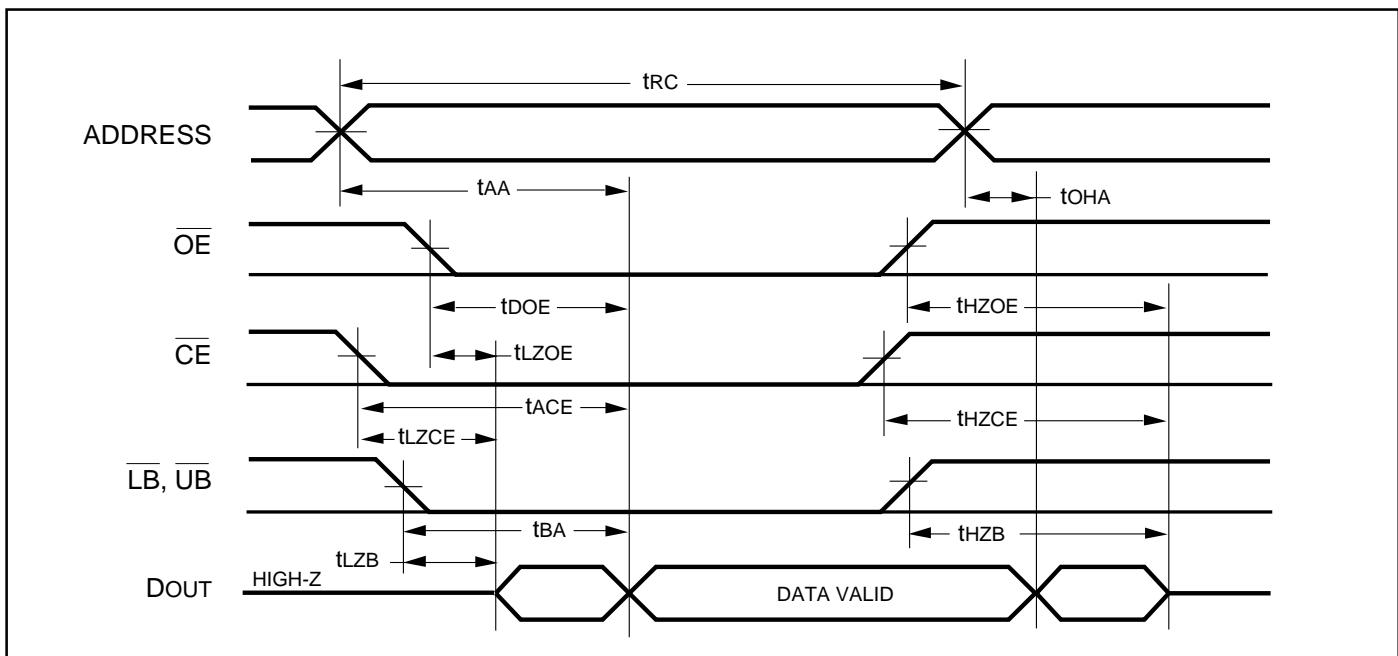 tRC
ADDRESS
tAA
tOHA
OE
tDOE
tHZOE
CE
tLZOE
tACE
tHZCE
tLZCE
LB, UB
tBA
tHZB
tLZB
DOUT
HIGH-Z
DATA VALID